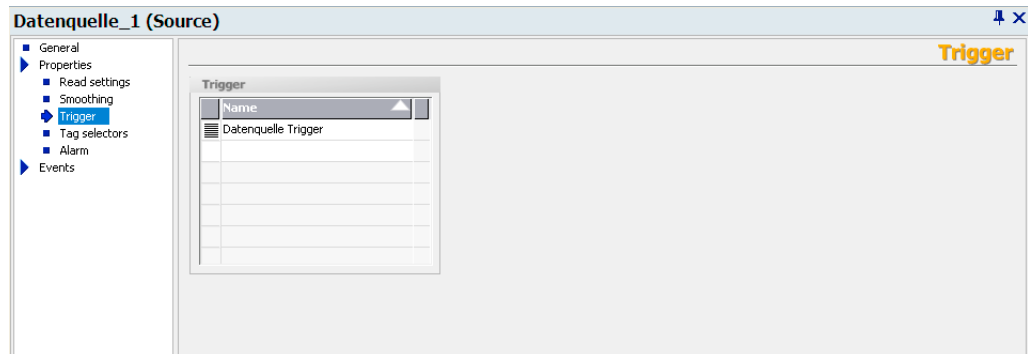 Datenquelle_1 (Source)
General
Properties
Read settings
Smoothing
Trigger
Tag selectors
Alarm
Events
Trigger
Trigger
Name
Datenquelle Trigger